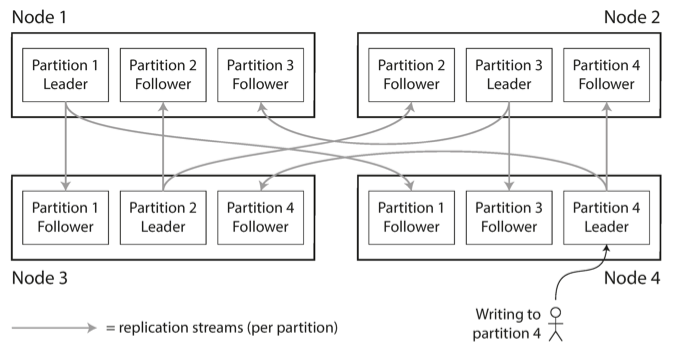 Node 1
Node 2
Partition 1
Leader
Partition 2
Follower
Partition 3
Follower
Partition 2
Follower
Partition 3
Leader
Partition 4
Follower
Partition 1
Follower
Partition 2
Leader
Partition 4
Follower
Partition 1
Follower
Partition 3
Follower
Partition 4
Leader
Node 3
Node 4
= replication streams (per partition)
Writing to
partition 4